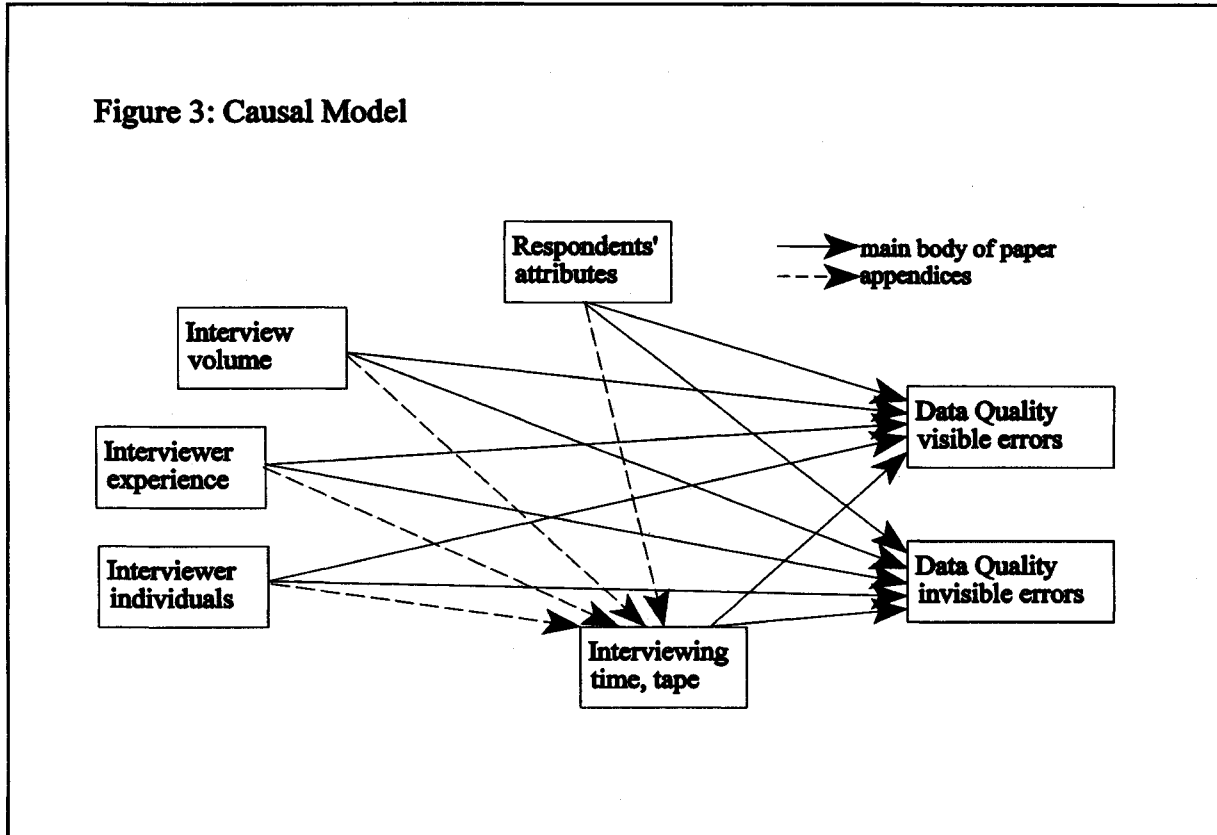 Figure 3: Causal Model
Respondents'
attributes
main body of paper
appendices
Interview
volume
Data Quality
visible errors
Interviewer
experience
Interviewer
individuals
Data Quality
invisible errors
Interviewing
time, tape